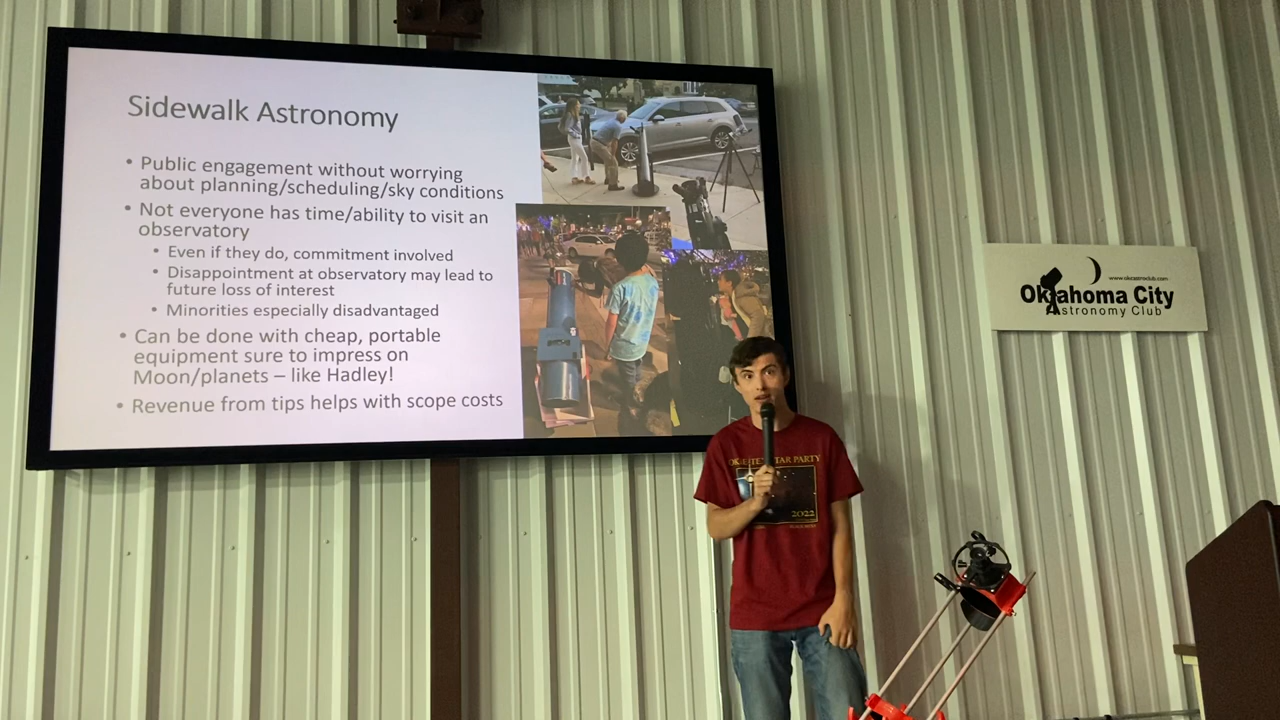 Sidewalk Astronomy
• Public engagement without worrying
about planning/scheduling/sky conditions
• Not everyone has time/ability to visit an
observatory
• Even if they do, commitment involved
• Disappointment at observatory may lead to
future loss of interest
• Minorities especially disadvantaged
• Can be done with cheap, portable
equipment sure to impress on
Moon/planets – like Hadley!
• Revenue from tips helps with scope costs
www.okcastroclub.com
Oklahoma City
Astronomy Club
STAR PARTY
2022